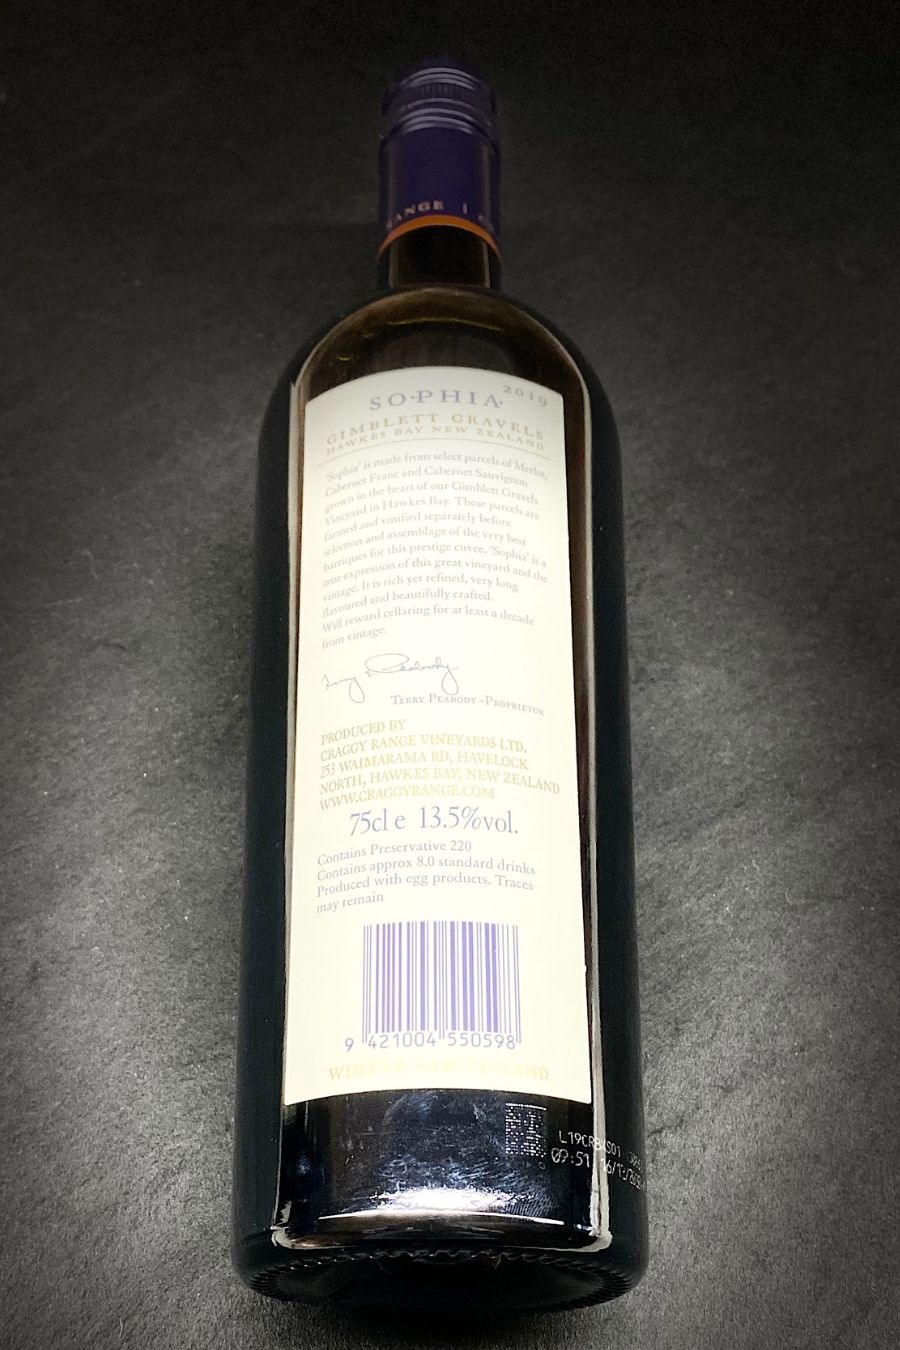 RANGE |
SOPHIA 2019
GIMBLETT GRAVELS
HAWKES BAY NEW ZEALAND
'Sophia' is made from select parcels of Merlot,
Cabernet Franc and Cabernet Sauvignon
grown in the heart of our Gimblett Gravels
Vineyard in Hawkes Bay. These parcels are
farmed and vinified separately before
selection and assemblage of the very best
barriques for this prestige cuvee. 'Sophia' is a
true expression of this great vineyard and the
vintage. It is rich yet refined, very long
flavoured and beautifully crafted.
Will reward cellaring for at least a decade
from vintage.
TERRY PEABODY -PROPRIETOR
PRODUCED BY
CRAGGY RANGE VINEYARDS LTD.
253 WAIMARAMA RD, HAVELOCK
NORTH, HAWKES BAY, NEW ZEALAND
WWW.CRAGGYRANGE.COM
75cl e 13.5%vol.
Contains Preservative 220
Contains approx 8.0 standard drinks
Produced with egg products. Traces
may remain
9 421004 550598
WINE OF NEW ZEALAND
09:51